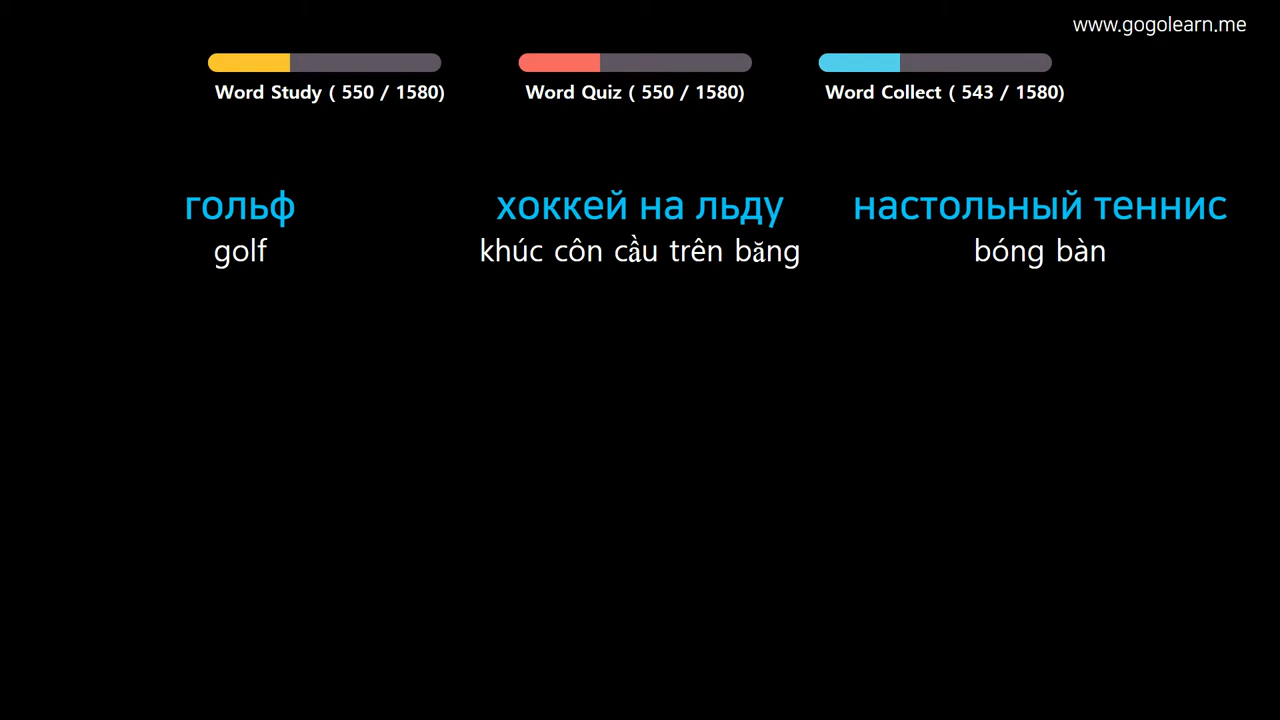 www.gogolearn.me
Word Study ( 550 / 1580)
Word Quiz ( 550 / 1580)
Word Collect ( 543 / 1580)
гольф
golf
хоккей на льду
khúc côn cầu trên băng
настольный теннис
bóng bàn